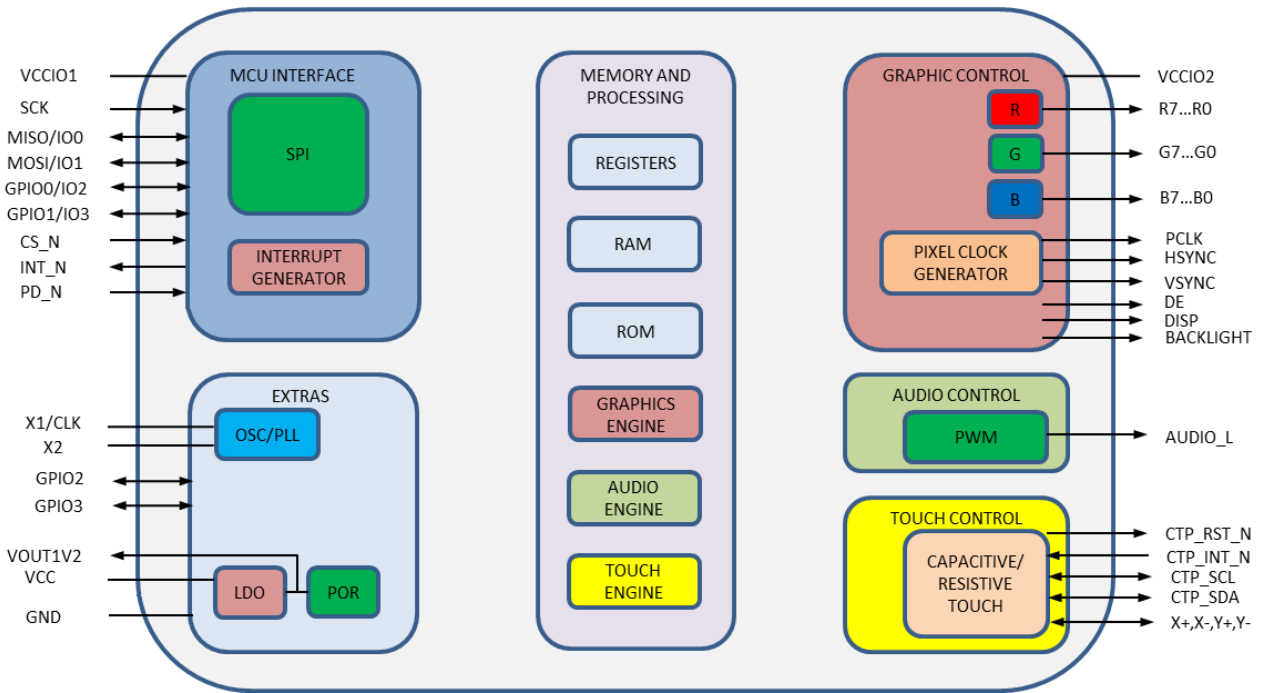 VCCIO1
SCK
MISO/IO0
MOSI/IO1
GPIO0/IO2
GPIO1/IO3
CS_N
INT_N
PD_N
MCU INTERFACE
SPI
INTERRUPT
GENERATOR
X1/CLK
X2
GPIO2
GPIO3
VOUT1V2
VCC
GND
EXTRAS
OSC/PLL
LDO
POR
MEMORY AND
PROCESSING
REGISTERS
RAM
ROM
GRAPHICS
ENGINE
AUDIO
ENGINE
TOUCH
ENGINE
GRAPHIC CONTROL
R
G
B
PIXEL CLOCK
GENERATOR
VCCIO2
R7...R0
G7...G0
B7...B0
PCLK
HSYNC
VSYNC
DE
DISP
BACKLIGHT
AUDIO CONTROL
PWM
AUDIO_L
TOUCH CONTROL
CAPACITIVE/
RESISTIVE
TOUCH
CTP_RST_N
CTP_INT_N
CTP_SCL
CTP_SDA
X+,X-,Y+,Y-